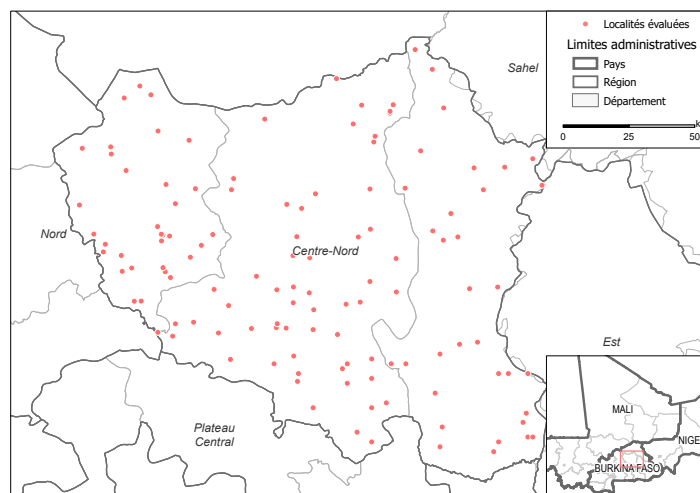 Localités évaluées
Limites administratives
Pays
Région
Département
0 25 50
Sahel
Nord
Centre-Nord
Est
Plateau
Central
MALI
NIGE
BURKINA FASO